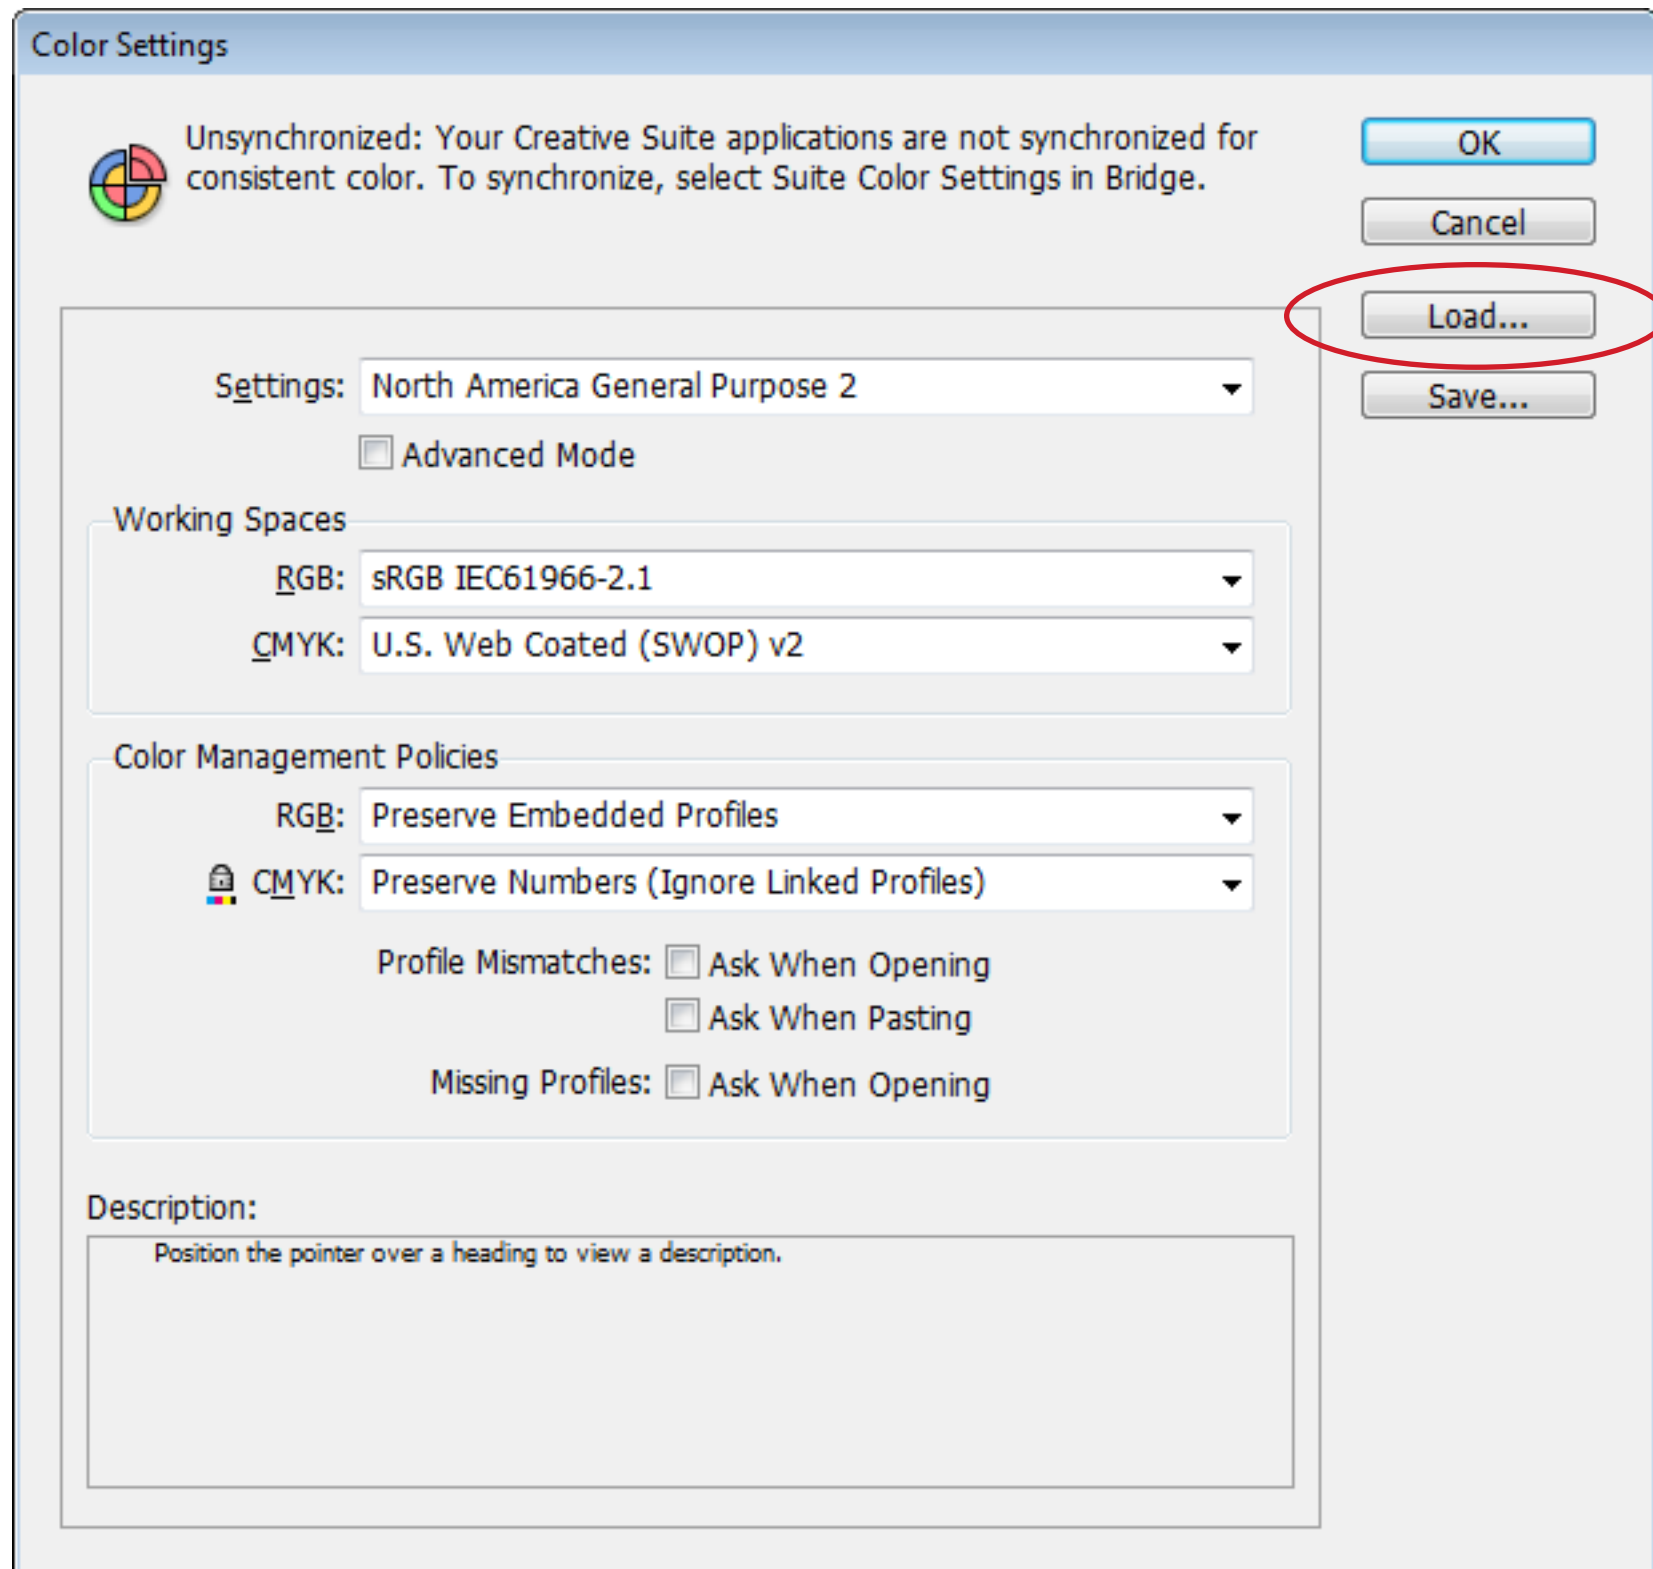 Color Settings
Unsynchronized: Your Creative Suite applications are not synchronized for
consistent color. To synchronize, select Suite Color Settings in Bridge.
OK
Cancel
Load...
Save...
Settings: North America General Purpose 2
Advanced Mode
Working Spaces
RGB: sRGB IEC61966-2.1
CMYK: U.S. Web Coated (SWOP) v2
Color Management Policies
RGB: Preserve Embedded Profiles
CMYK: Preserve Numbers (Ignore Linked Profiles)
Profile Mismatches: Ask When Opening
Ask When Pasting
Missing Profiles: Ask When Opening
Description:
Position the pointer over a heading to view a description.